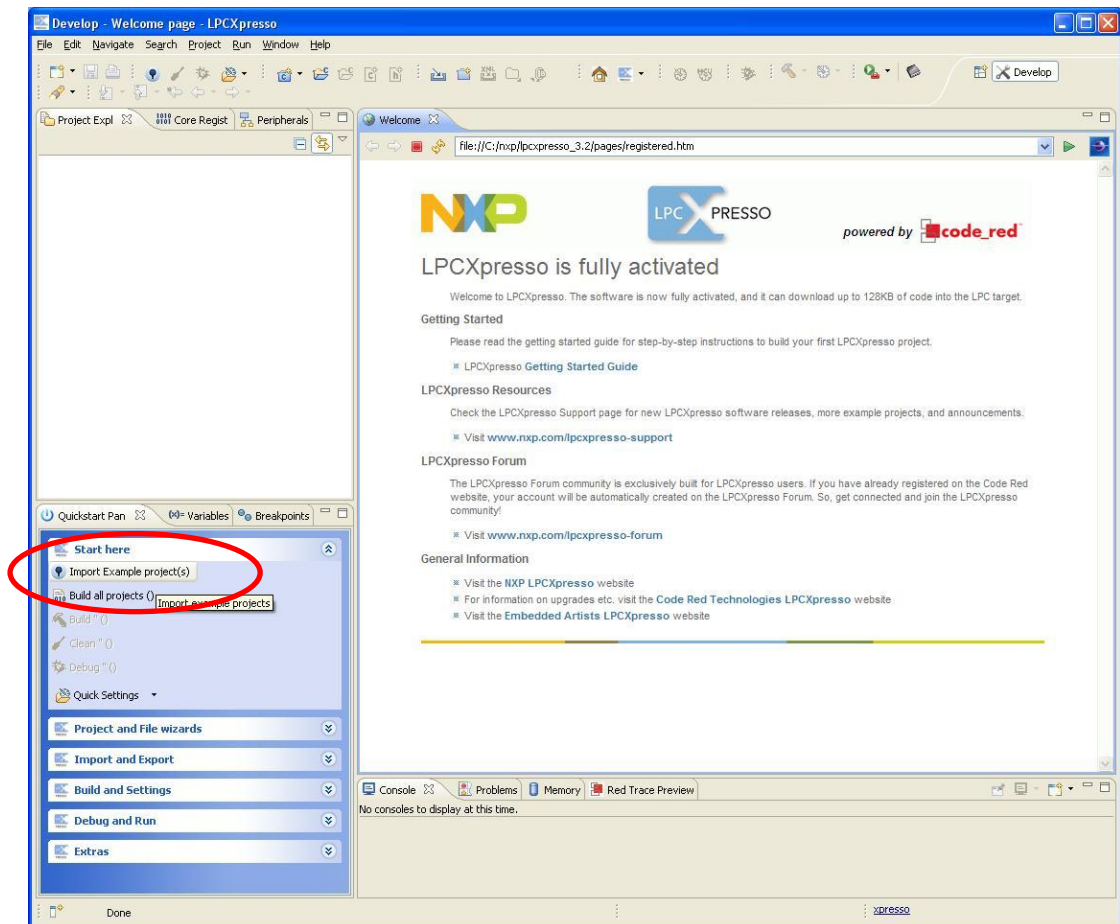 Develop - Welcome page - LPCXpresso
File Edit Navigate Search Project Run Window Help
Develop
Project Expl Core Regist Peripherals
Welcome
file://C:/nxp/lpcxpresso_3.2/pages/registered.htm
NXP LPC XPRESSO powered by code_red
LPCXpresso is fully activated
Welcome to LPCXpresso. The software is now fully activated, and it can download up to 128KB of code into the LPC target.
Getting Started
Please read the getting started guide for step-by-step instructions to build your first LPCXpresso project.
LPCXpresso Getting Started Guide
LPCXpresso Resources
Check the LPCXpresso Support page for new LPCXpresso software releases, more example projects, and announcements.
Visit www.nxp.com/lpcxpresso-support
LPCXpresso Forum
The LPCXpresso Forum community is exclusively built for LPCXpresso users. If you have already registered on the Code Red
website, your account will be automatically created on the LPCXpresso Forum. So, get connected and join the LPCXpresso
community!
Visit www.nxp.com/lpcxpresso-forum
General Information
Visit the NXP LPCXpresso website
For information on upgrades etc. visit the Code Red Technologies LPCXpresso website
Visit the Embedded Artists LPCXpresso website
Quickstart Pan (x)= Variables Breakpoints
Start here
Import Example project(s)
Build all projects ()
Import example projects
Build '' ()
Clean '' ()
Debug '' ()
Quick Settings
Project and File wizards
Import and Export
Build and Settings
Debug and Run
Extras
Console Problems Memory Red Trace Preview
No consoles to display at this time.
Done
xpresso